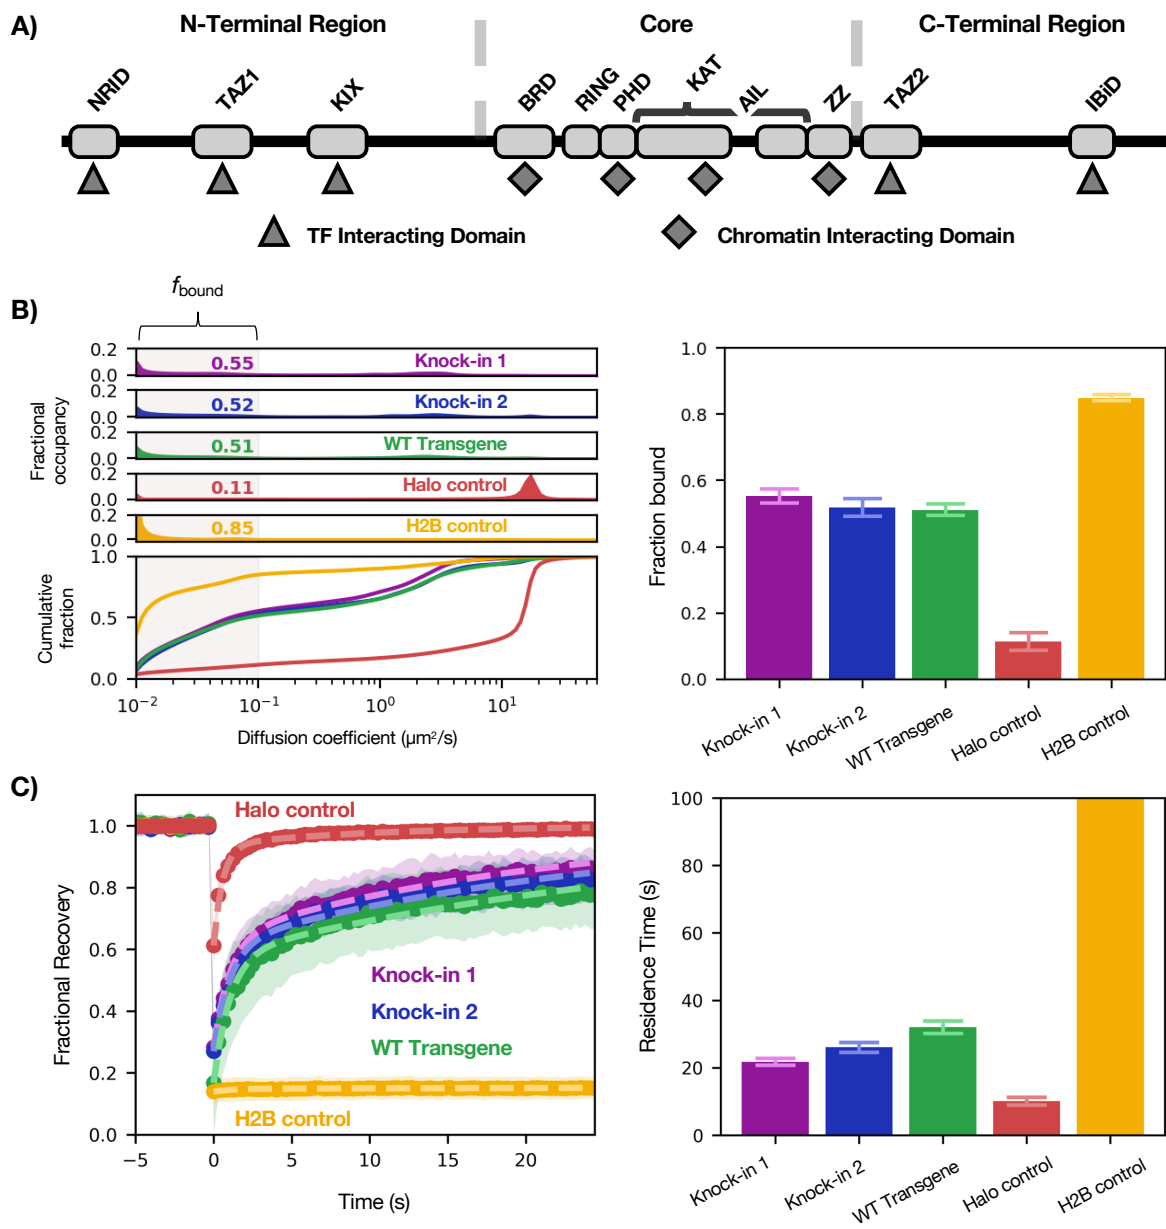 A)
N-Terminal Region
Core
C-Terminal Region
NRID
TAZ1
KIX
BRD
RING
PHD
KAT
AIL
ZZ
TAZ2
IBiD
TF Interacting Domain
Chromatin Interacting Domain
B)
fbound
Fractional
occupancy
0.2
0.0
0.55
Knock-in 1
0.2
0.0
0.52
Knock-in 2
0.2
0.0
0.51
WT Transgene
0.2
0.0
0.11
Halo control
0.2
0.0
0.85
H2B control
Cumulative
fraction
1.0
0.5
0.0
10⁻²
10⁻¹
10⁰
10¹
Diffusion coefficient (µm²/s)
Fraction bound
1.0
0.8
0.6
0.4
0.2
0.0
Knock-in 1
Knock-in 2
WT Transgene
Halo control
H2B control
C)
Fractional Recovery
1.0
0.8
0.6
0.4
0.2
0.0
Halo control
Knock-in 1
Knock-in 2
WT Transgene
H2B control
−5
0
5
10
15
20
Time (s)
Residence Time (s)
100
80
60
40
20
0
Knock-in 1
Knock-in 2
WT Transgene
Halo control
H2B control